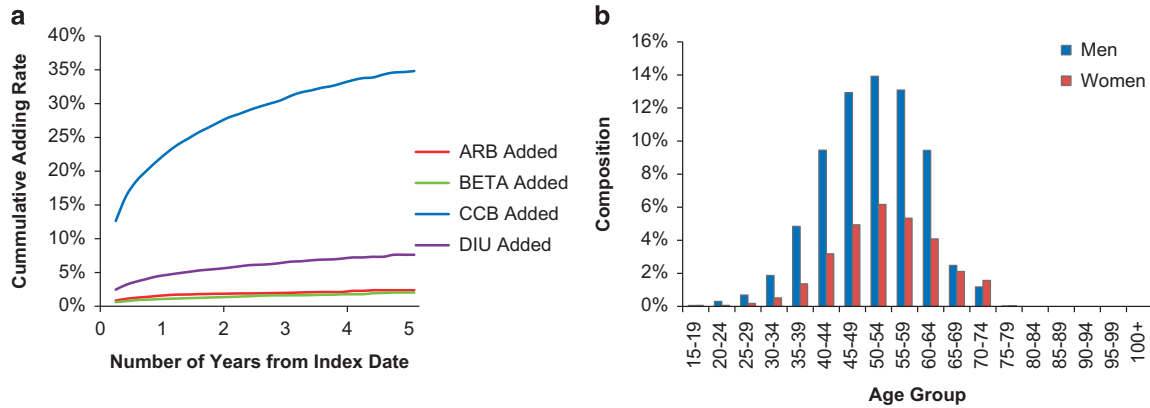 a
40%
35%
30%
25%
20%
15%
10%
5%
0%
Cummulative Adding Rate
0 1 2 3 4 5
Number of Years from Index Date
ARB Added
BETA Added
CCB Added
DIU Added
b
16%
14%
12%
10%
8%
6%
4%
2%
0%
Composition
Men
Women
15-19
20-24
25-29
30-34
35-39
40-44
45-49
50-54
55-59
60-64
65-69
70-74
75-79
80-84
85-89
90-94
95-99
100+
Age Group